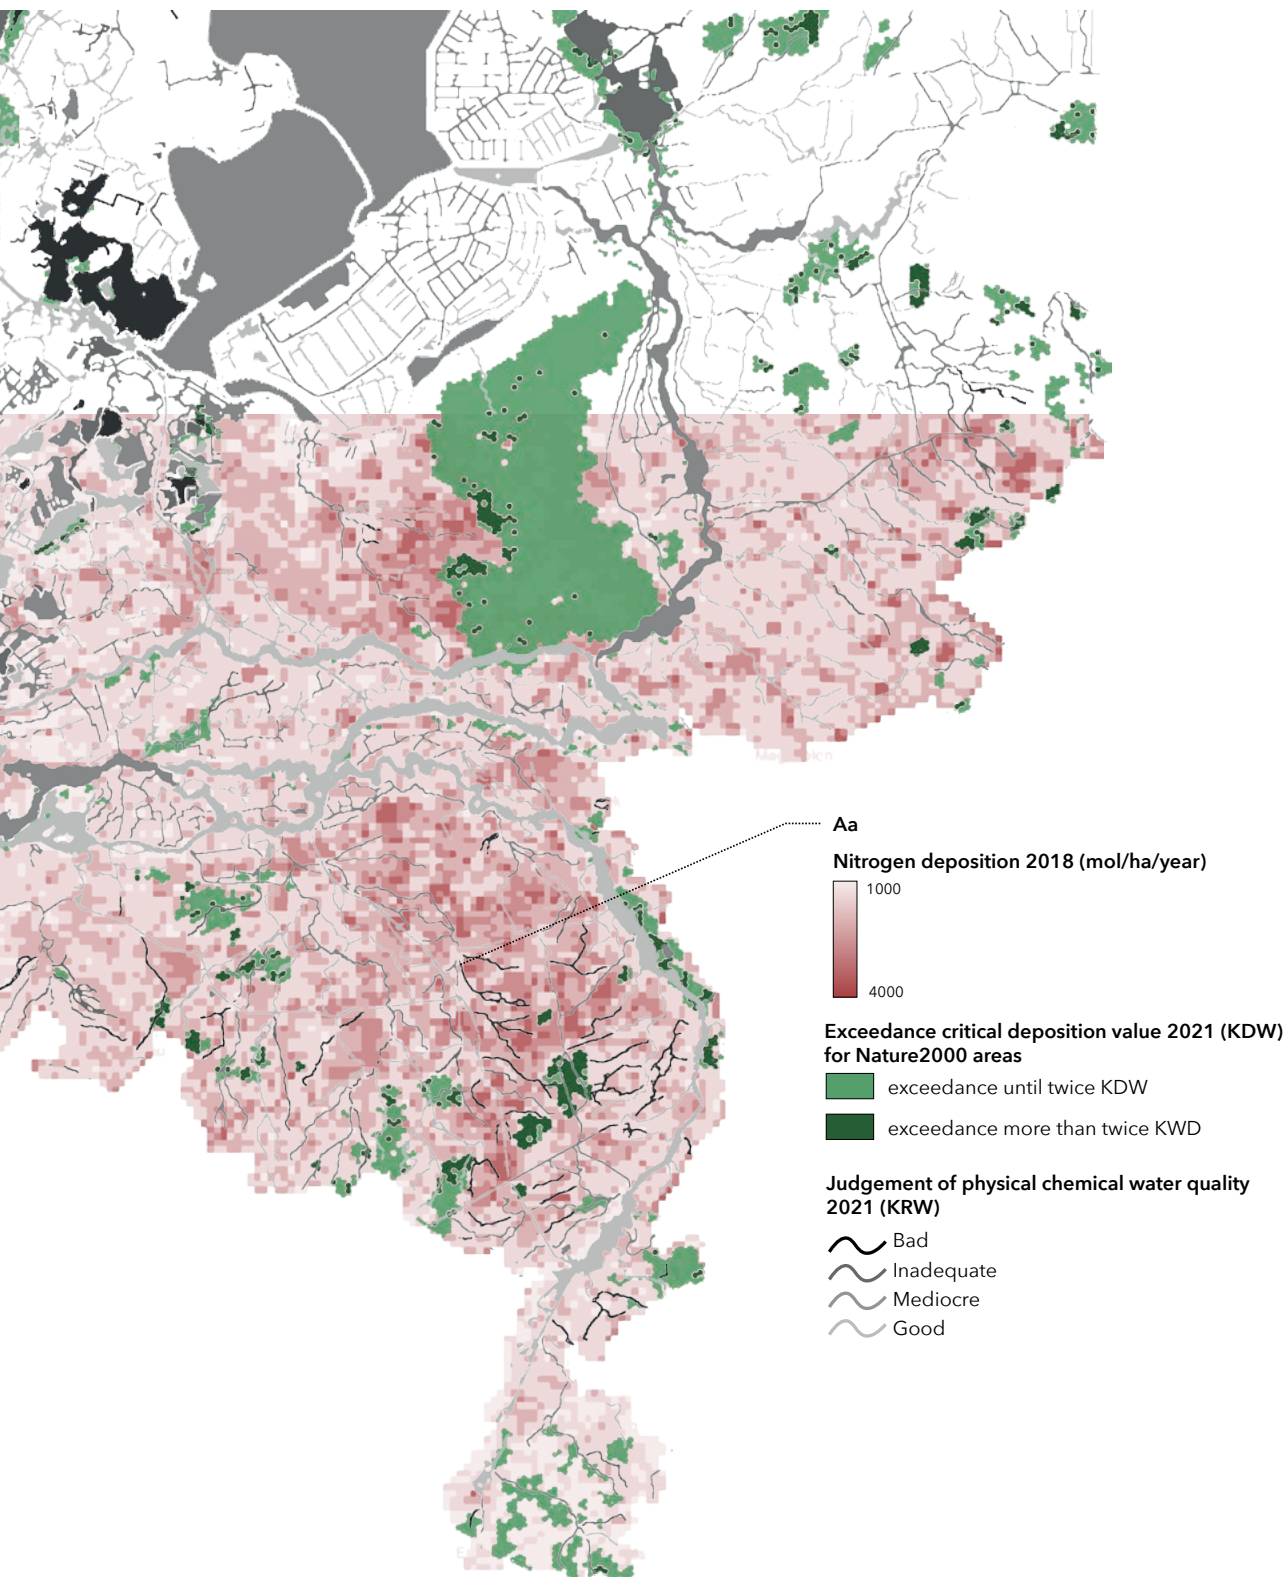 Aa
Nitrogen deposition 2018 (mol/ha/year)
1000
4000
Exceedance critical deposition value 2021 (KDW)
for Nature2000 areas
exceedance until twice KDW
exceedance more than twice KWD
Judgement of physical chemical water quality
2021 (KRW)
Bad
Inadequate
Mediocre
Good